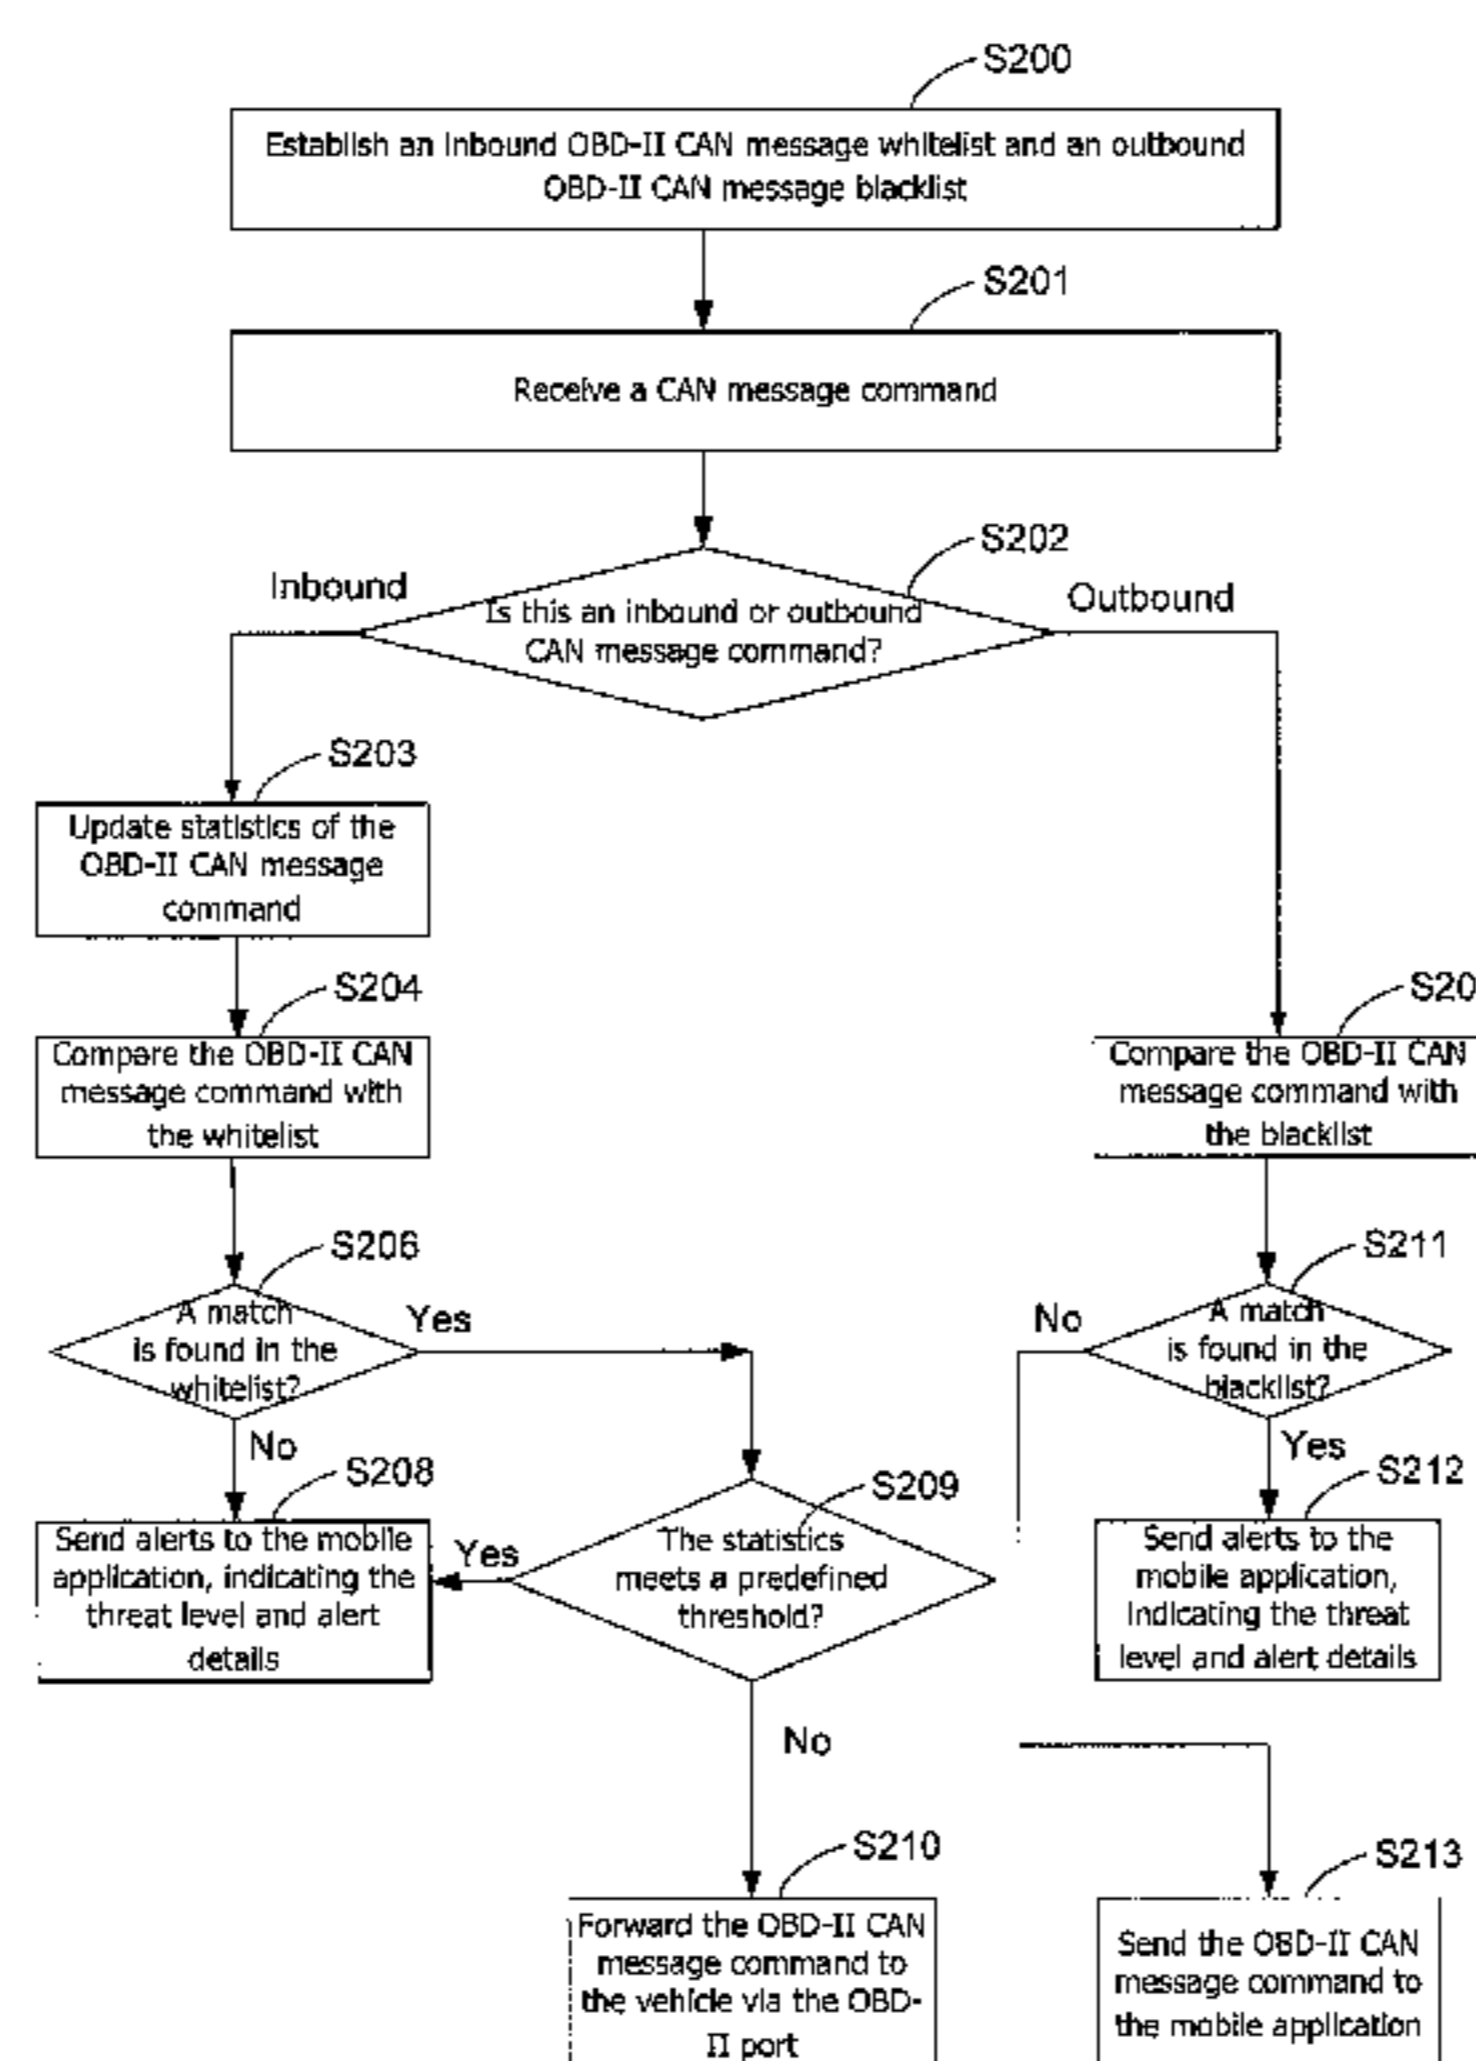 S200
Establish an inbound OBD-II CAN message whitelist and an outbound
OBD-II CAN message blacklist
S201
Receive a CAN message command
S202
Inbound
Outbound
Is this an inbound or outbound
CAN message command?
S203
Update statistics of the
OBD-II CAN message
command
S204
Compare the OBD-II CAN
message command with
the whitelist
S20
Compare the OBD-II CAN
message command with
the blacklist
S206
A match
is found in the
whitelist?
Yes
No
S211
A match
is found in the
blacklist?
No
Yes
S208
Send alerts to the mobile
application, indicating the
threat level and alert
details
S209
The statistics
meets a predefined
threshold?
Yes
No
S212
Send alerts to the
mobile application,
indicating the threat
level and alert details
S210
Forward the OBD-II CAN
message command to
the vehicle via the OBD-
II port
S213
Send the OBD-II CAN
message command to
the mobile application